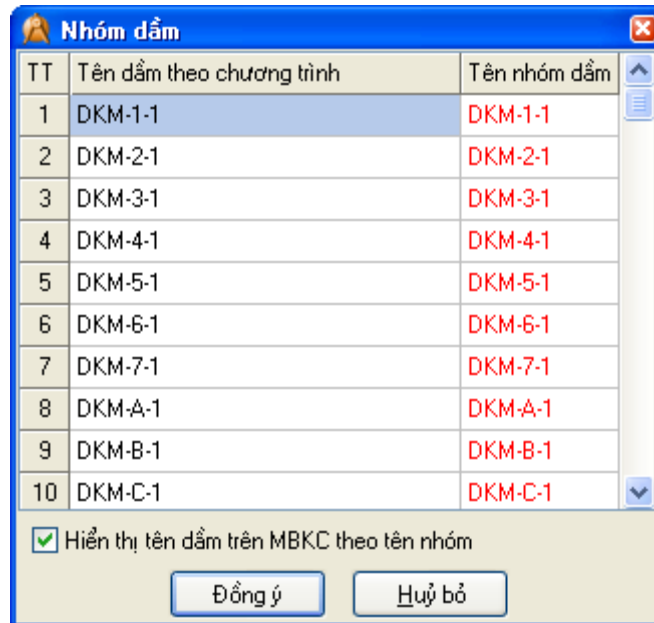 Nhóm dầm
TT Tên dầm theo chương trình Tên nhóm dầm
1 DKM-1-1 DKM-1-1
2 DKM-2-1 DKM-2-1
3 DKM-3-1 DKM-3-1
4 DKM-4-1 DKM-4-1
5 DKM-5-1 DKM-5-1
6 DKM-6-1 DKM-6-1
7 DKM-7-1 DKM-7-1
8 DKM-A-1 DKM-A-1
9 DKM-B-1 DKM-B-1
10 DKM-C-1 DKM-C-1
Hiển thị tên dầm trên MBKC theo tên nhóm
Đồng ý Huỷ bỏ